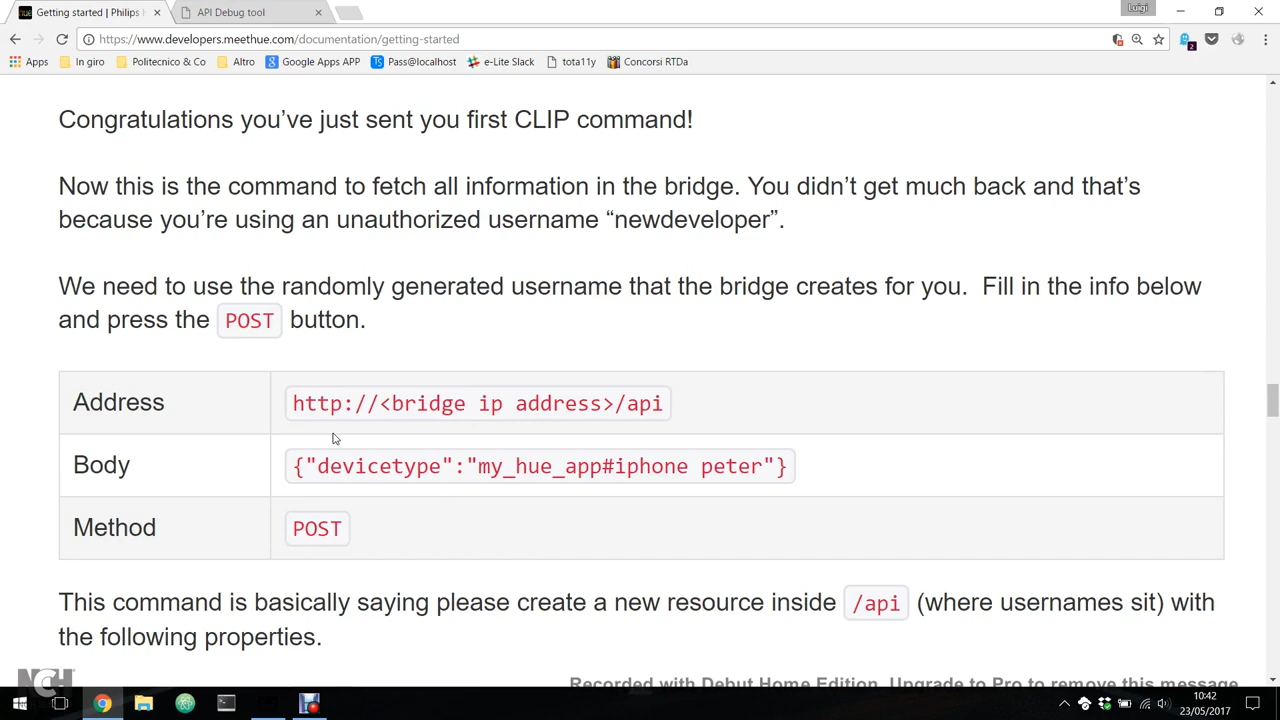 Getting started | Philips
API Debug tool
Luigi
https://www.developers.meethue.com/documentation/getting-started
2
Apps In giro Politecnico & Co Altro Google Apps APP Pass@localhost e-Lite Slack tota11y Concorsi RTDa
Congratulations you’ve just sent you first CLIP command!
Now this is the command to fetch all information in the bridge. You didn’t get much back and that’s
because you’re using an unauthorized username “newdeveloper”.
We need to use the randomly generated username that the bridge creates for you. Fill in the info below
and press the POST button.
Address http://<bridge ip address>/api
Body {"devicetype":"my_hue_app#iphone peter"}
Method POST
This command is basically saying please create a new resource inside /api (where usernames sit) with
the following properties.
NCH
Recorded with Debut Home Edition. Upgrade to Pro to remove this message
10:42
23/05/2017